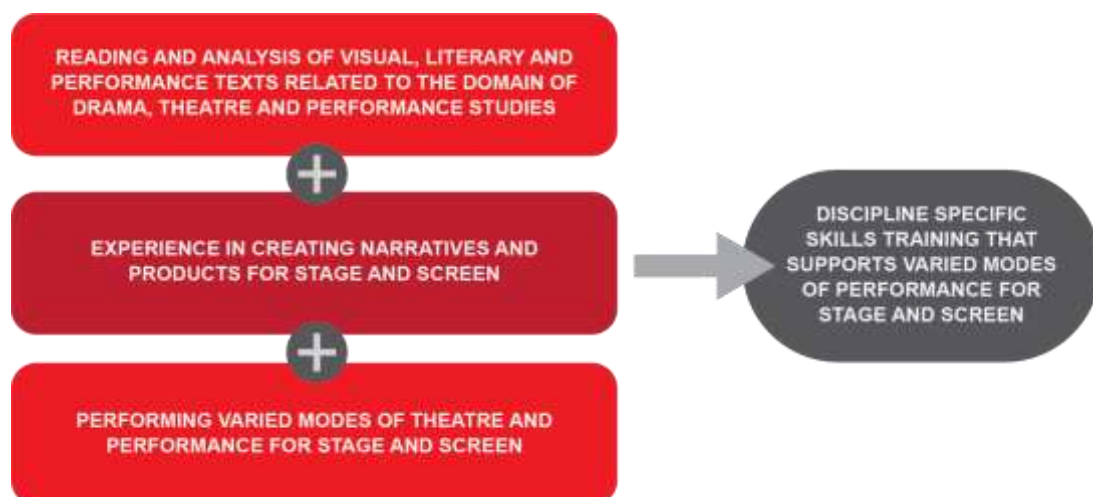 READING AND ANALYSIS OF VISUAL, LITERARY AND
PERFORMANCE TEXTS RELATED TO THE DOMAIN OF
DRAMA, THEATRE AND PERFORMANCE STUDIES
+
EXPERIENCE IN CREATING NARRATIVES AND
PRODUCTS FOR STAGE AND SCREEN
+
PERFORMING VARIED MODES OF THEATRE AND
PERFORMANCE FOR STAGE AND SCREEN
DISCIPLINE SPECIFIC
SKILLS TRAINING THAT
SUPPORTS VARIED MODES
OF PERFORMANCE FOR
STAGE AND SCREEN